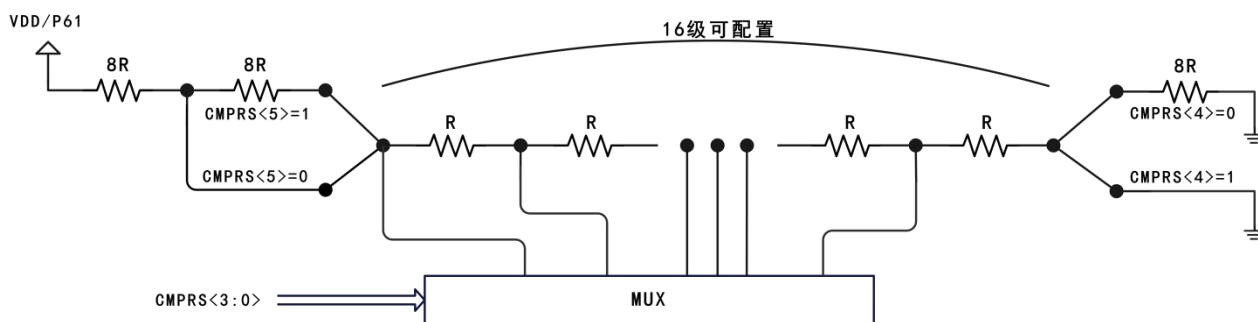 VDD/P61
16级可配置
8R
8R
8R
CMPRS<5>=1
CMPRS<4>=0
R
R
R
R
CMPRS<5>=0
CMPRS<4>=1
CMPRS<3:0>
MUX